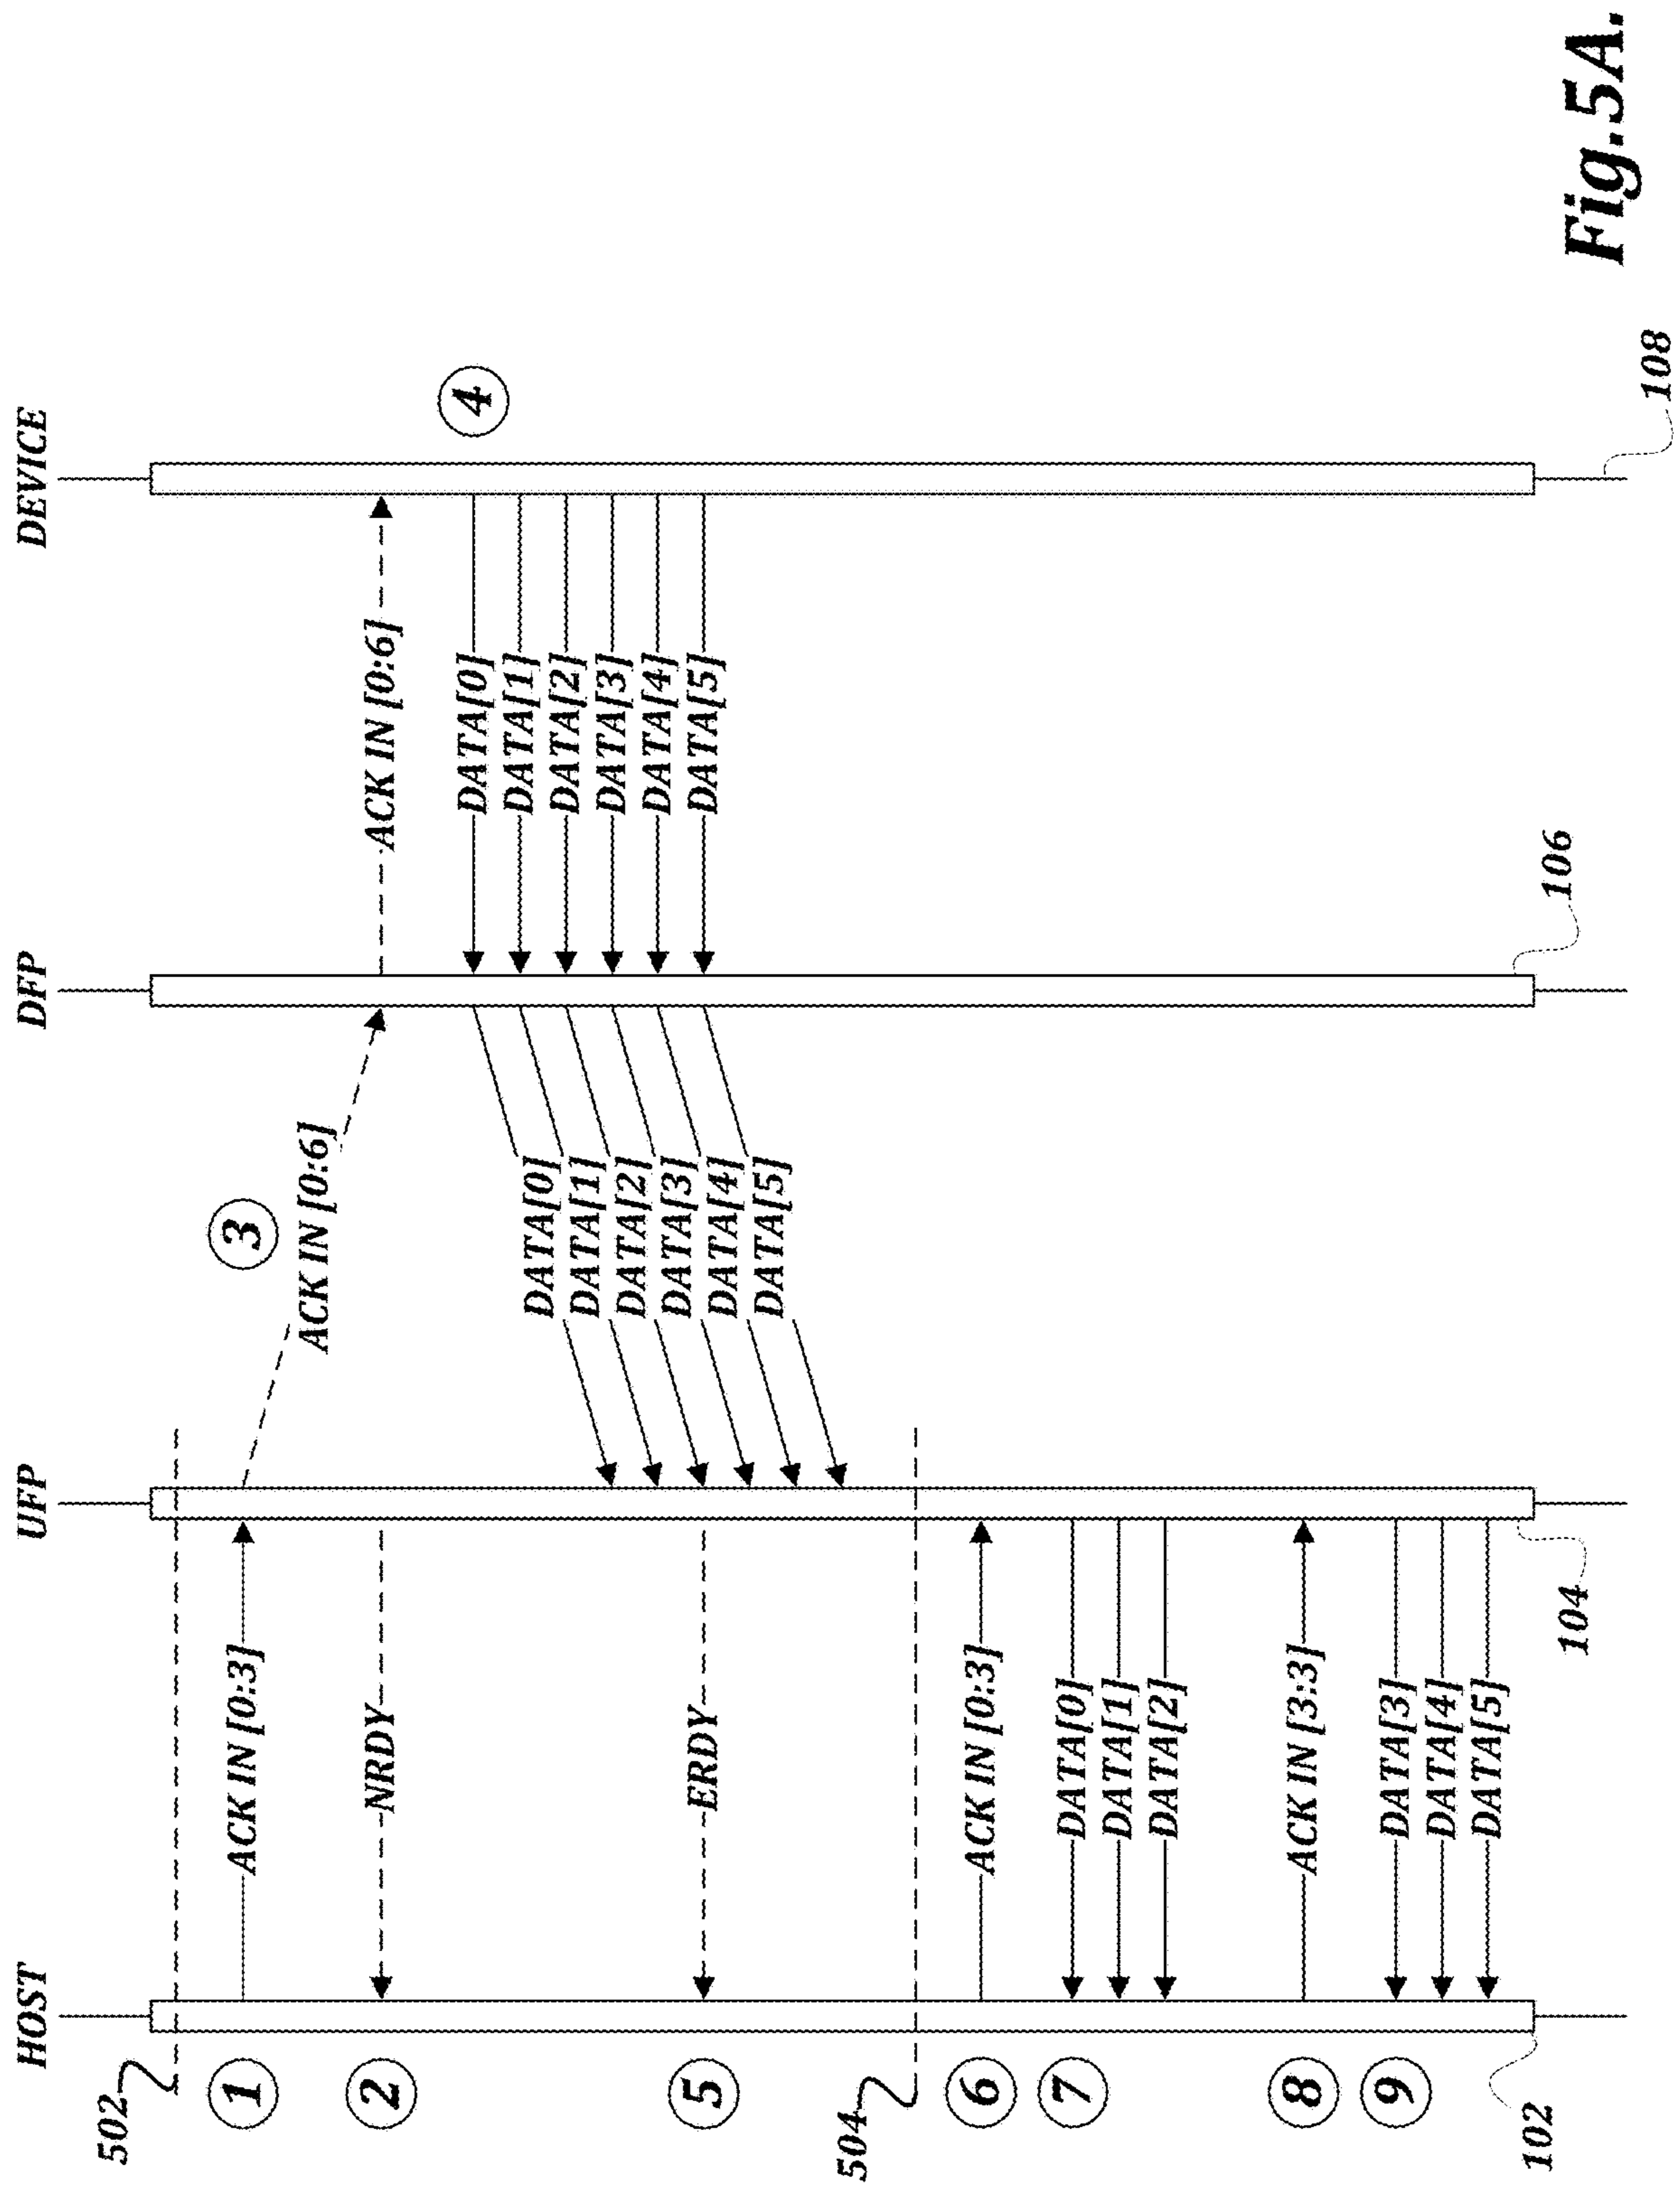 HOST
UFP
DFP
DEVICE
502
1
ACK IN [0:3]
3
ACK IN [0:6]
2
NRDY
ACK IN [0:6]
4
DATA[0]
DATA[1]
DATA[2]
DATA[3]
DATA[4]
DATA[5]
DATA[0]
DATA[1]
DATA[2]
DATA[3]
DATA[4]
DATA[5]
5
ERDY
504
6
ACK IN [0:3]
7
DATA[0]
DATA[1]
DATA[2]
8
ACK IN [3:3]
9
DATA[3]
DATA[4]
DATA[5]
102
104
106
108
Fig.5A.